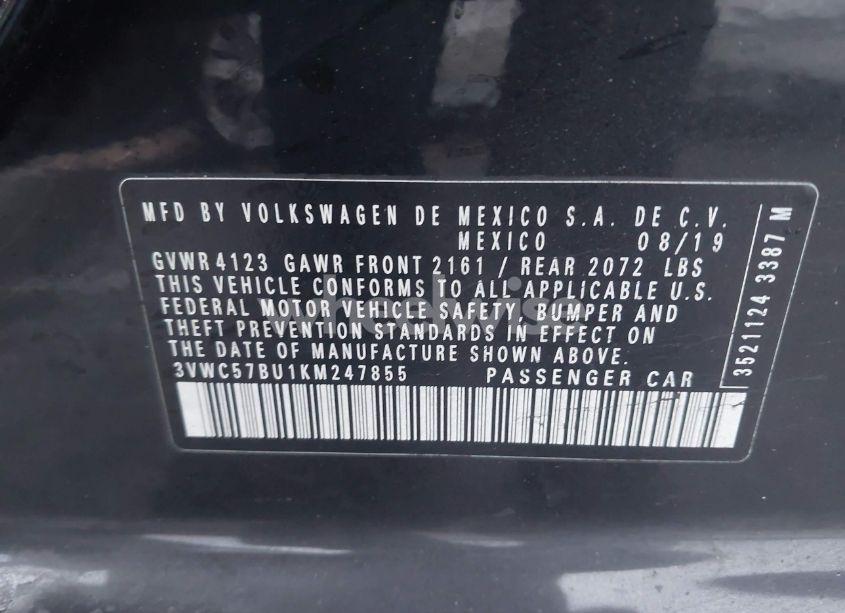 MFD BY VOLKSWAGEN DE MEXICO S.A. DE C.V.
MEXICO 08/19
GVWR 4123 GAWR FRONT 2161 / REAR 2072 LBS
THIS VEHICLE CONFORMS TO ALL APPLICABLE U.S.
FEDERAL MOTOR VEHICLE SAFETY, BUMPER AND
THEFT PREVENTION STANDARDS IN EFFECT ON
THE DATE OF MANUFACTURE SHOWN ABOVE.
3VWC57BU1KM247855 PASSENGER CAR
3521124 3387 M
wheelwise